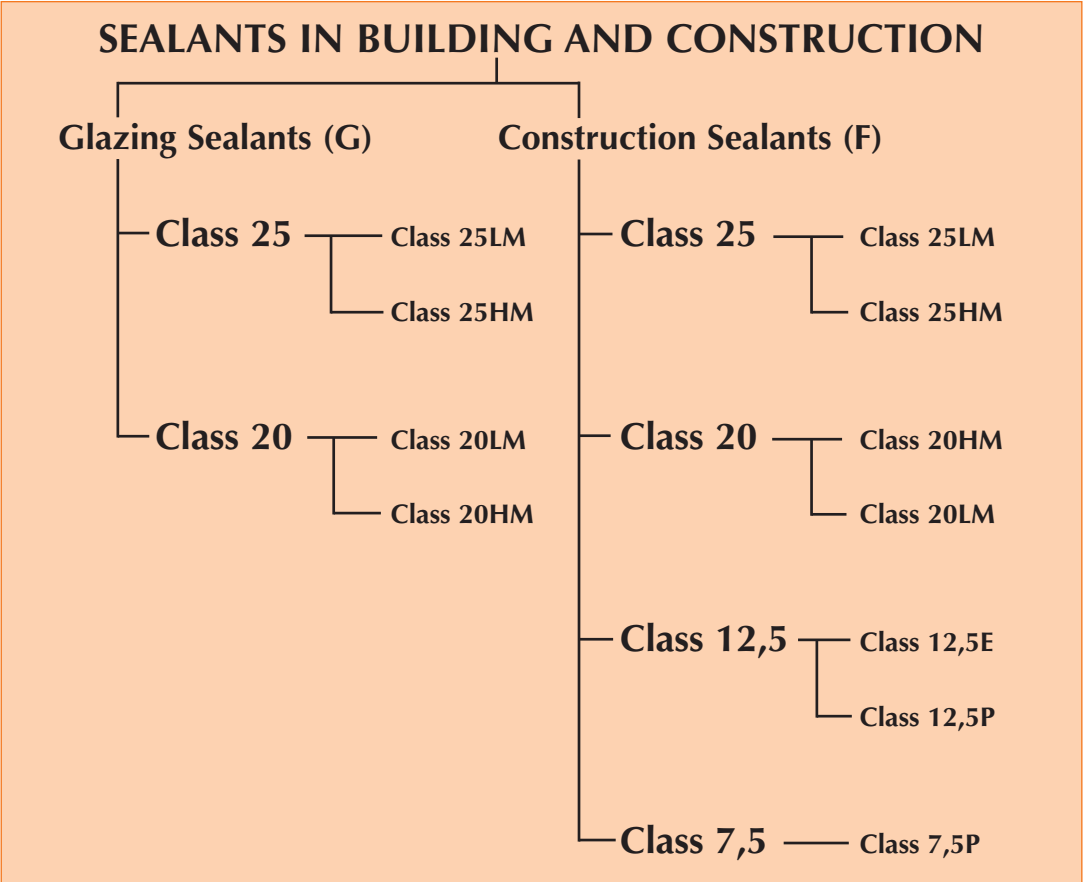 SEALANTS IN BUILDING AND CONSTRUCTION
Glazing Sealants (G)
Class 25
Class 25LM
Class 25HM
Class 20
Class 20LM
Class 20HM
Construction Sealants (F)
Class 25
Class 25LM
Class 25HM
Class 20
Class 20HM
Class 20LM
Class 12,5
Class 12,5E
Class 12,5P
Class 7,5
Class 7,5P